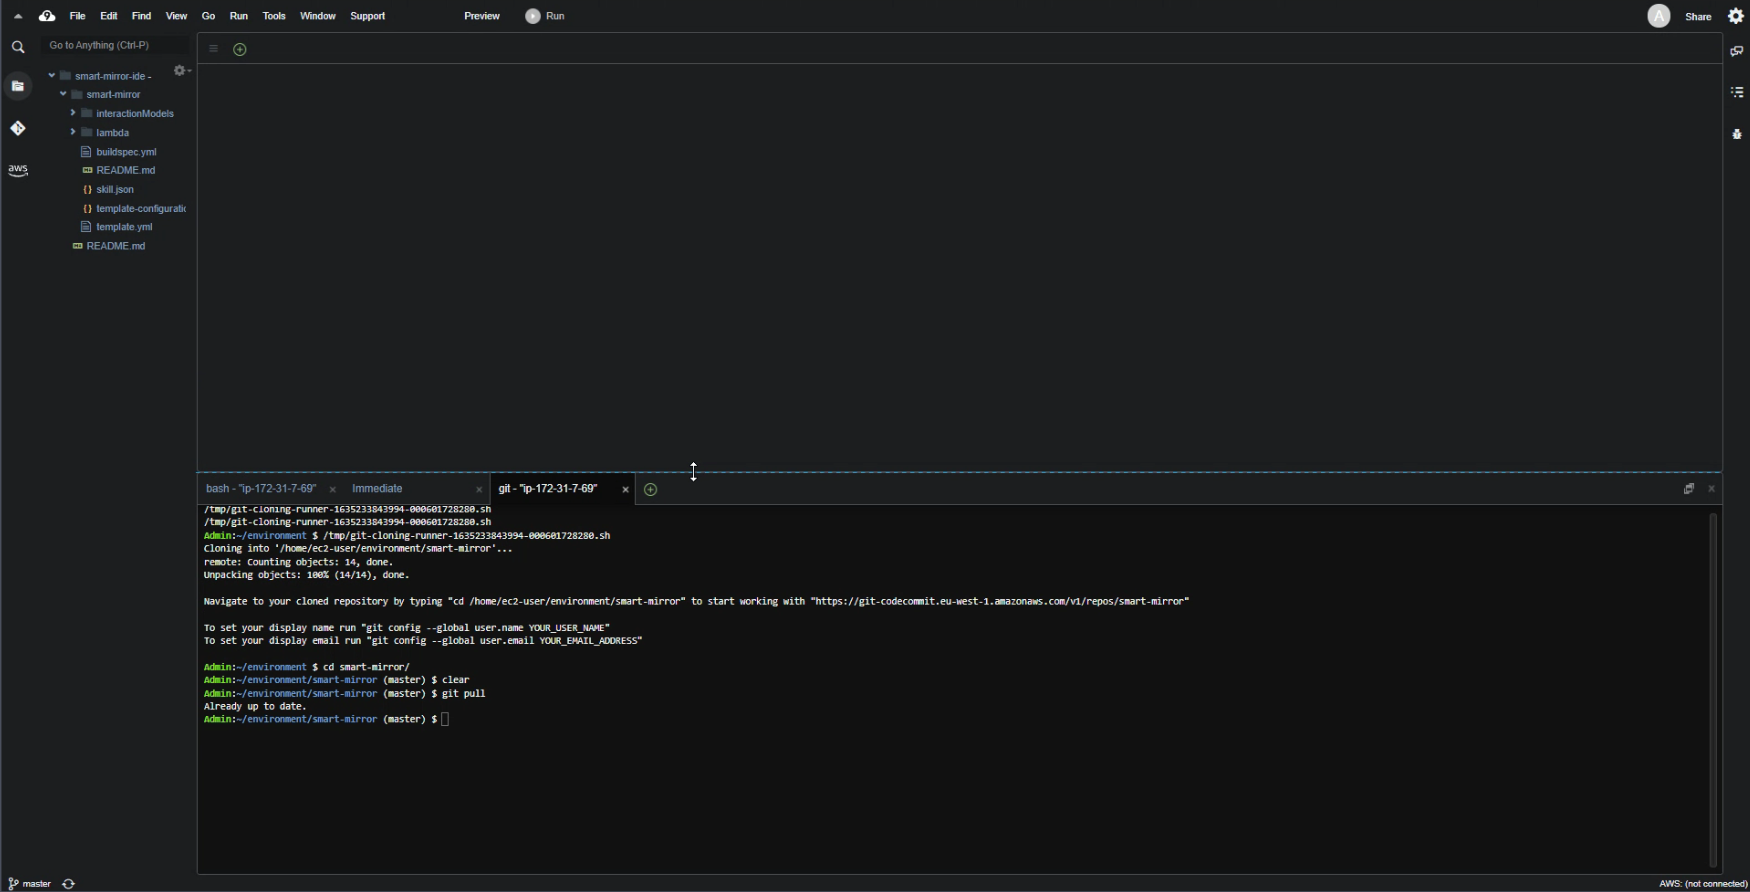 File Edit Find View Go Run Tools Window Support Preview Run A Share
Go to Anything (Ctrl-P)
smart-mirror-ide -
smart-mirror
interactionModels
lambda
buildspec.yml
aws
README.md
{} skill.json
{} template-configuratic
template.yml
README.md
bash - "ip-172-31-7-69" × Immediate × git - "ip-172-31-7-69" ×
/tmp/git-cloning-runner-1635233843994-000601728280.sh
/tmp/git-cloning-runner-1635233843994-000601728280.sh
Admin:~/environment $ /tmp/git-cloning-runner-1635233843994-000601728280.sh
Cloning into '/home/ec2-user/environment/smart-mirror'...
remote: Counting objects: 14, done.
Unpacking objects: 100% (14/14), done.
Navigate to your cloned repository by typing "cd /home/ec2-user/environment/smart-mirror" to start working with "https://git-codecommit.eu-west-1.amazonaws.com/v1/repos/smart-mirror"
To set your display name run "git config --global user.name YOUR_USER_NAME"
To set your display email run "git config --global user.email YOUR_EMAIL_ADDRESS"
Admin:~/environment $ cd smart-mirror/
Admin:~/environment/smart-mirror (master) $ clear
Admin:~/environment/smart-mirror (master) $ git pull
Already up to date.
Admin:~/environment/smart-mirror (master) $
master
AWS: (not connected)